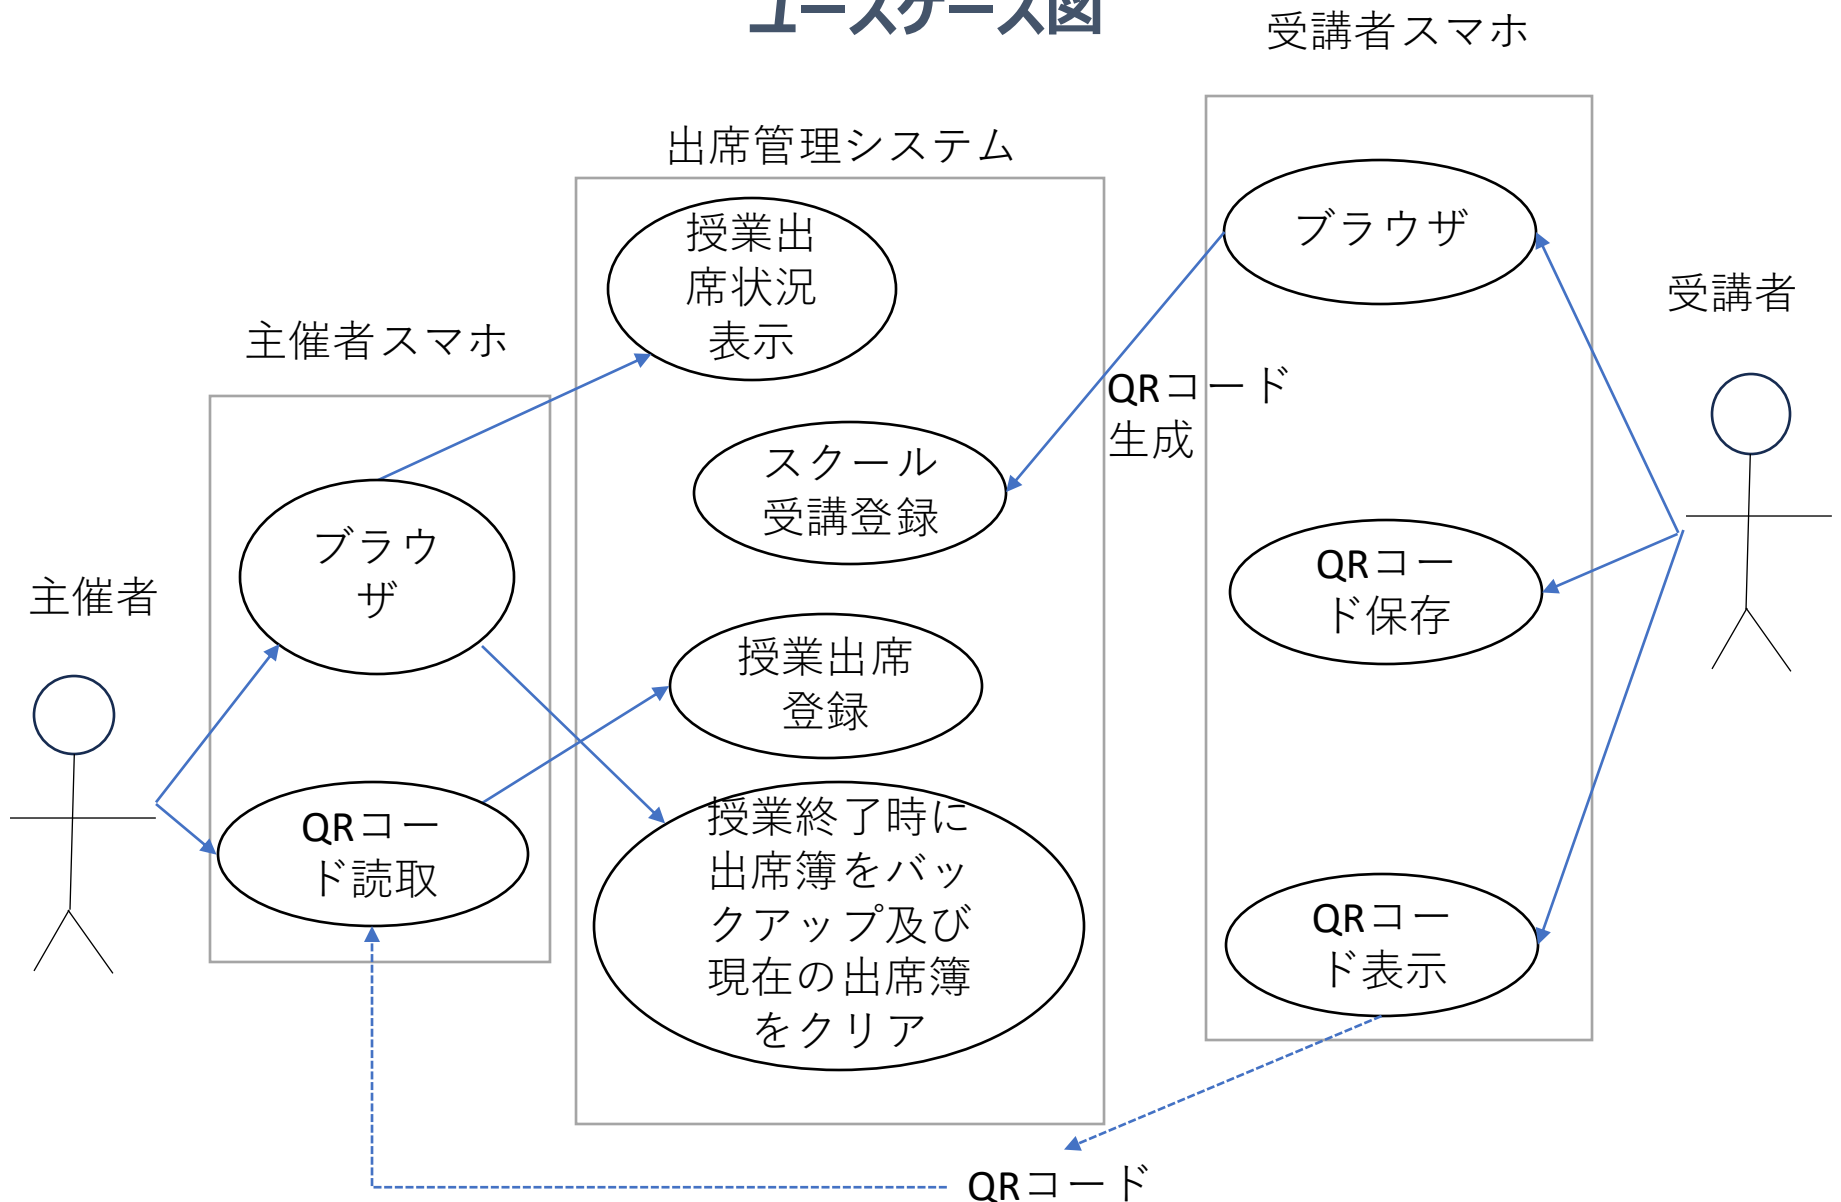 ユースケース図
受講者スマホ
出席管理システム
授業出
席状況
表示
ブラウザ
受講者
主催者スマホ
QRコード
生成
スクール
受講登録
ブラウ
ザ
QRコー
ド保存
主催者
授業出席
登録
QRコー
ド読取
授業終了時に
出席簿をバッ
クアップ及び
現在の出席簿
をクリア
QRコー
ド表示
QRコード